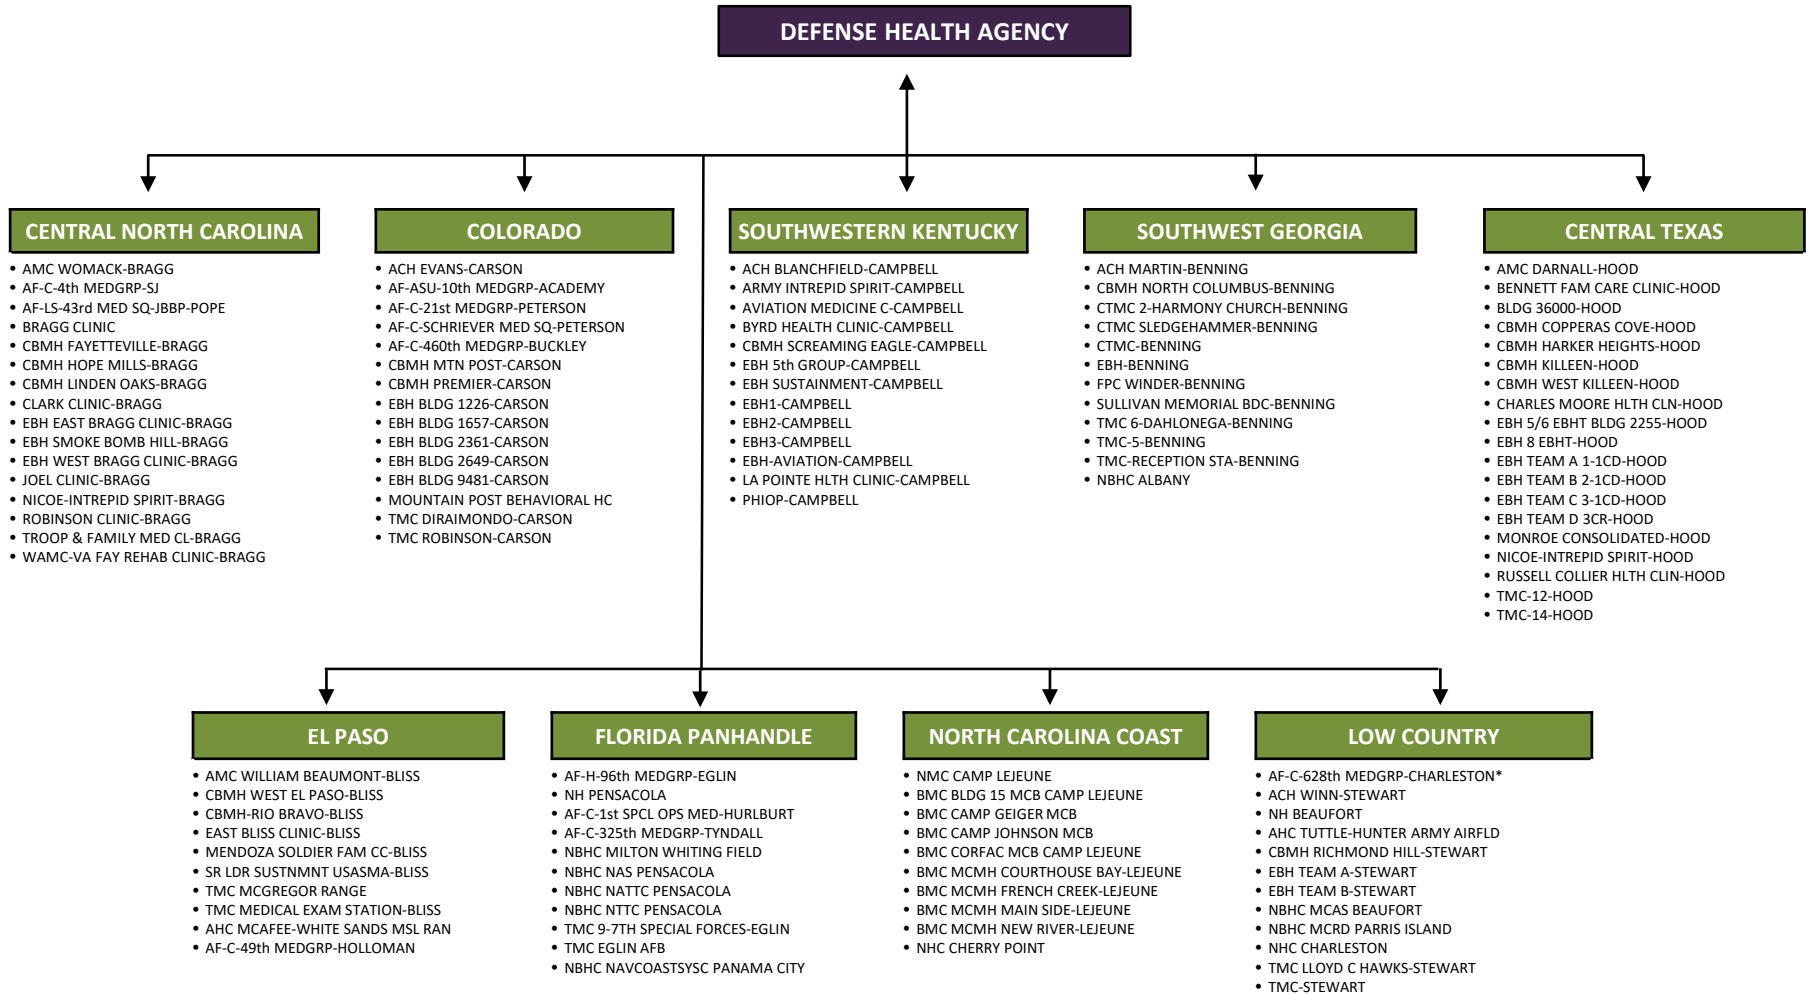 DEFENSE HEALTH AGENCY
CENTRAL NORTH CAROLINA
• AMC WOMACK-BRAGG
• AF-C-4th MEDGRP-SJ
• AF-LS-43rd MED SQ-JBBP-POPE
• BRAGG CLINIC
• CBMH FAYETTEVILLE-BRAGG
• CBMH HOPE MILLS-BRAGG
• CBMH LINDEN OAKS-BRAGG
• CLARK CLINIC-BRAGG
• EBH EAST BRAGG CLINIC-BRAGG
• EBH SMOKE BOMB HILL-BRAGG
• EBH WEST BRAGG CLINIC-BRAGG
• JOEL CLINIC-BRAGG
• NICOE-INTREPID SPIRIT-BRAGG
• ROBINSON CLINIC-BRAGG
• TROOP & FAMILY MED CL-BRAGG
• WAMC-VA FAY REHAB CLINIC-BRAGG
COLORADO
• ACH EVANS-CARSON
• AF-ASU-10th MEDGRP-ACADEMY
• AF-C-21st MEDGRP-PETERSON
• AF-C-SCHRIEVER MED SQ-PETERSON
• AF-C-460th MEDGRP-BUCKLEY
• CBMH MTN POST-CARSON
• CBMH PREMIER-CARSON
• EBH BLDG 1226-CARSON
• EBH BLDG 1657-CARSON
• EBH BLDG 2361-CARSON
• EBH BLDG 2649-CARSON
• EBH BLDG 9481-CARSON
• MOUNTAIN POST BEHAVIORAL HC
• TMC DIRAIMONDO-CARSON
• TMC ROBINSON-CARSON
SOUTHWESTERN KENTUCKY
• ACH BLANCHFIELD-CAMPBELL
• ARMY INTREPID SPIRIT-CAMPBELL
• AVIATION MEDICINE C-CAMPBELL
• BYRD HEALTH CLINIC-CAMPBELL
• CBMH SCREAMING EAGLE-CAMPBELL
• EBH 5th GROUP-CAMPBELL
• EBH SUSTAINMENT-CAMPBELL
• EBH1-CAMPBELL
• EBH2-CAMPBELL
• EBH3-CAMPBELL
• EBH-AVIATION-CAMPBELL
• LA POINTE HLTH CLINIC-CAMPBELL
• PHIOP-CAMPBELL
SOUTHWEST GEORGIA
• ACH MARTIN-BENNING
• CBMH NORTH COLUMBUS-BENNING
• CTMC 2-HARMONY CHURCH-BENNING
• CTMC SLEDGEHAMMER-BENNING
• CTMC-BENNING
• EBH-BENNING
• FPC WINDER-BENNING
• SULLIVAN MEMORIAL BDC-BENNING
• TMC 6-DAHLONEGA-BENNING
• TMC-5-BENNING
• TMC-RECEPTION STA-BENNING
• NBHC ALBANY
CENTRAL TEXAS
• AMC DARNALL-HOOD
• BENNETT FAM CARE CLINIC-HOOD
• BLDG 36000-HOOD
• CBMH COPPERAS COVE-HOOD
• CBMH HARKER HEIGHTS-HOOD
• CBMH KILLEEN-HOOD
• CBMH WEST KILLEEN-HOOD
• CHARLES MOORE HLTH CLN-HOOD
• EBH 5/6 EBHT BLDG 2255-HOOD
• EBH 8 EBHT-HOOD
• EBH TEAM A 1-1CD-HOOD
• EBH TEAM B 2-1CD-HOOD
• EBH TEAM C 3-1CD-HOOD
• EBH TEAM D 3CR-HOOD
• MONROE CONSOLIDATED-HOOD
• NICOE-INTREPID SPIRIT-HOOD
• RUSSELL COLLIER HLTH CLIN-HOOD
• TMC-12-HOOD
• TMC-14-HOOD
EL PASO
• AMC WILLIAM BEAUMONT-BLISS
• CBMH WEST EL PASO-BLISS
• CBMH-RIO BRAVO-BLISS
• EAST BLISS CLINIC-BLISS
• MENDOZA SOLDIER FAM CC-BLISS
• SR LDR SUSTNMNT USASMA-BLISS
• TMC MCGREGOR RANGE
• TMC MEDICAL EXAM STATION-BLISS
• AHC MCAFEE-WHITE SANDS MSL RAN
• AF-C-49th MEDGRP-HOLLOMAN
FLORIDA PANHANDLE
• AF-H-96th MEDGRP-EGLIN
• NH PENSACOLA
• AF-C-1st SPCL OPS MED-HURLBURT
• AF-C-325th MEDGRP-TYNDALL
• NBHC MILTON WHITING FIELD
• NBHC NAS PENSACOLA
• NBHC NATTC PENSACOLA
• NBHC NTTC PENSACOLA
• TMC 9-7TH SPECIAL FORCES-EGLIN
• TMC EGLIN AFB
• NBHC NAVCOASTSYSC PANAMA CITY
NORTH CAROLINA COAST
• NMC CAMP LEJEUNE
• BMC BLDG 15 MCB CAMP LEJEUNE
• BMC CAMP GEIGER MCB
• BMC CAMP JOHNSON MCB
• BMC CORFAC MCB CAMP LEJEUNE
• BMC MCMH COURTHOUSE BAY-LEJEUNE
• BMC MCMH FRENCH CREEK-LEJEUNE
• BMC MCMH MAIN SIDE-LEJEUNE
• BMC MCMH NEW RIVER-LEJEUNE
• NHC CHERRY POINT
LOW COUNTRY
• AF-C-628th MEDGRP-CHARLESTON*
• ACH WINN-STEWART
• NH BEAUFORT
• AHC TUTTLE-HUNTER ARMY AIRFLD
• CBMH RICHMOND HILL-STEWART
• EBH TEAM A-STEWART
• EBH TEAM B-STEWART
• NBHC MCAS BEAUFORT
• NBHC MCRD PARRIS ISLAND
• NHC CHARLESTON
• TMC LLOYD C HAWKS-STEWART
• TMC-STEWART